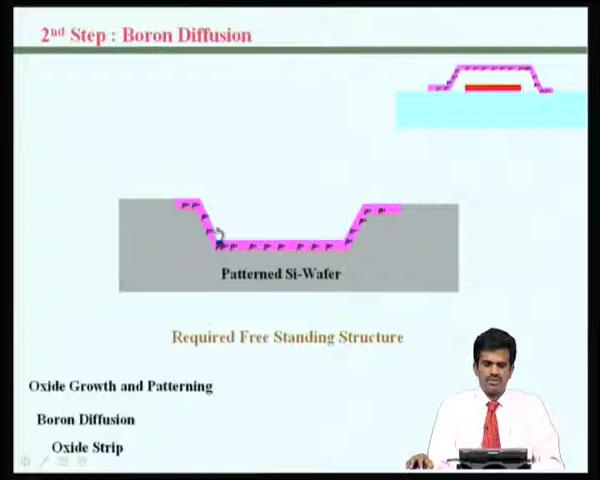 2nd Step : Boron Diffusion
Patterned Si-Wafer
Required Free Standing Structure
Oxide Growth and Patterning
Boron Diffusion
Oxide Strip